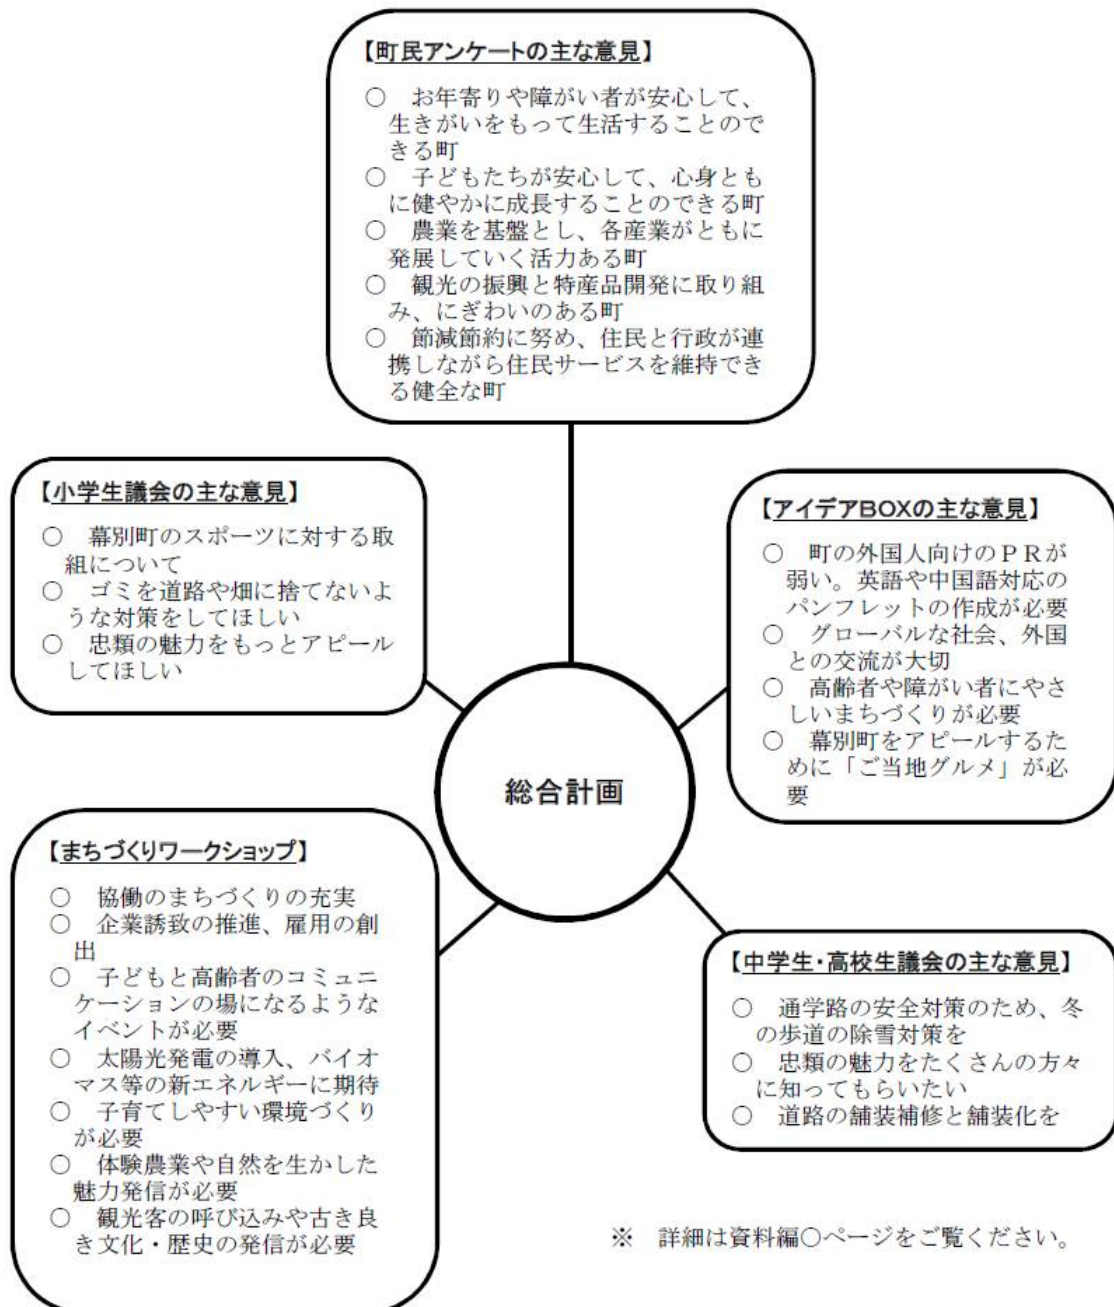 【町民アンケートの主な意見】
○　お年寄りや障がい者が安心して、
生きがいをもって生活することので
きる町
○　子どもたちが安心して、心身とも
に健やかに成長することのできる町
○　農業を基盤とし、各産業がともに
発展していく活力ある町
○　観光の振興と特産品開発に取り組
み、にぎわいのある町
○　節減節約に努め、住民と行政が連
携しながら住民サービスを維持でき
る健全な町
【小学生議会の主な意見】
○　幕別町のスポーツに対する取
組について
○　ゴミを道路や畑に捨てないよ
うな対策をしてほしい
○　忠類の魅力をもっとアピール
してほしい
【アイデアBOXの主な意見】
○　町の外国人向けのＰＲが
弱い。英語や中国語対応の
パンフレットの作成が必要
○　グローバルな社会、外国
との交流が大切
○　高齢者や障がい者にやさ
しいまちづくりが必要
○　幕別町をアピールするた
めに「ご当地グルメ」が必
要
総合計画
【まちづくりワークショップ】
○　協働のまちづくりの充実
○　企業誘致の推進、雇用の創
出
○　子どもと高齢者のコミュニ
ケーションの場になるような
イベントが必要
○　太陽光発電の導入、バイオ
マス等の新エネルギーに期待
○　子育てしやすい環境づくり
が必要
○　体験農業や自然を生かした
魅力発信が必要
○　観光客の呼び込みや古き良
き文化・歴史の発信が必要
【中学生・高校生議会の主な意見】
○　通学路の安全対策のため、冬
の歩道の除雪対策を
○　忠類の魅力をたくさんの方々
に知ってもらいたい
○　道路の舗装補修と舗装化を
※　詳細は資料編○ページをご覧ください。